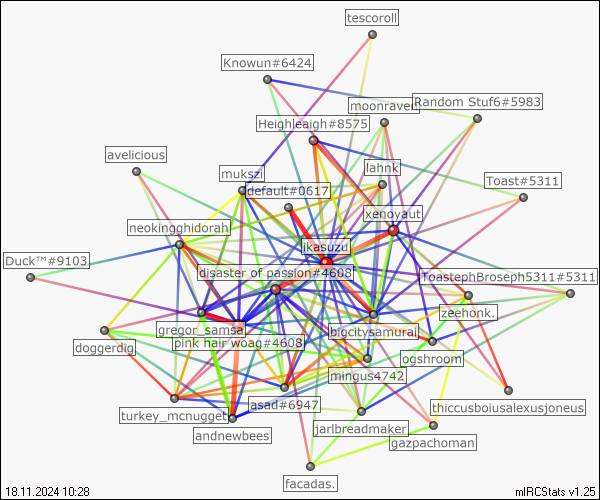 tescoroll
Knowun#6424
moonraven
Random Stuf6#5983
Heighleaigh#8575
avelicious
lahnk
mukszi
default#0617
Toast#5311
xenoyaut
neokingghidorah
ikasuzu
Duck™#9103
disaster of passion#4608
ToastephBroseph5311#5311
zeehonk.
gregor_samsa_
bigcitysamurai
pink hair woag#4608
doggerdig_
ogshroom
mingus4742
asad#6947
thiccusboiusalexusjoneus
turkey_mcnugget
andnewbees
jarlbreadmaker
gazpachoman
facadas.
18.11.2024 10:28
mIRCStats v1.25